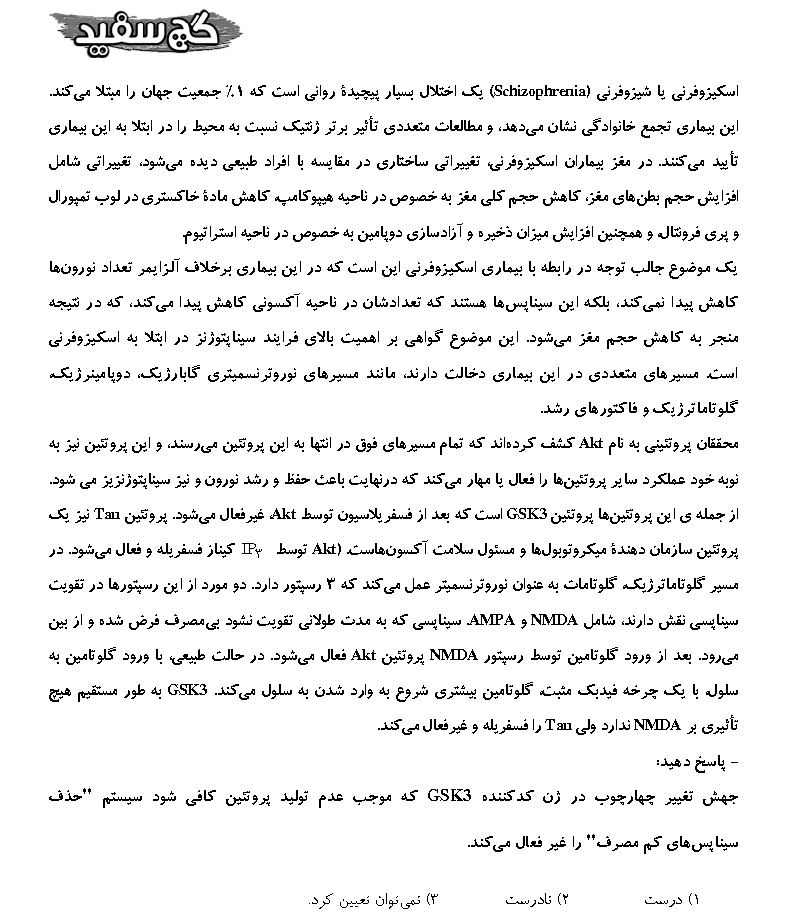 گچ سفید
اسکیزوفرنی یا شیزوفرنی (Schizophrenia) یک اختلال بسیار پیچیدهٔ روانی است که ۱٪ جمعیت جهان را مبتلا می‌کند.
این بیماری تجمع خانوادگی نشان می‌دهد، و مطالعات متعددی تأثیر برتر ژنتیک نسبت به محیط را در ابتلا به این بیماری
تأیید می‌کنند. در مغز بیماران اسکیزوفرنی، تغییراتی ساختاری در مقایسه با افراد طبیعی دیده می‌شود، تغییراتی شامل
افزایش حجم بطن‌های مغز، کاهش حجم کلی مغز به خصوص در ناحیه هیپوکامپ، کاهش مادهٔ خاکستری در لوب تمپورال
و پری فرونتال، و همچنین افزایش میزان ذخیره و آزادسازی دوپامین به خصوص در ناحیه استراتیوم.
یک موضوع جالب توجه در رابطه با بیماری اسکیزوفرنی این است که در این بیماری برخلاف آلزایمر تعداد نورون‌ها
کاهش پیدا نمی‌کند، بلکه این سیناپس‌ها هستند که تعدادشان در ناحیه آکسونی کاهش پیدا می‌کند، که در نتیجه
منجر به کاهش حجم مغز می‌شود. این موضوع گواهی بر اهمیت بالای فرایند سیناپتوژنز در ابتلا به اسکیزوفرنی
است. مسیرهای متعددی در این بیماری دخالت دارند، مانند مسیرهای نوروترنسمیتری گابارژیک، دوپامینرژیک،
گلوتاماترژیک و فاکتورهای رشد.
محققان پروتئینی به نام Akt کشف کرده‌اند که تمام مسیرهای فوق در انتها به این پروتئین می‌رسند، و این پروتئین نیز به
نوبه خود عملکرد سایر پروتئین‌ها را فعال یا مهار می‌کند که درنهایت باعث حفظ و رشد نورون و نیز سیناپتوژنزیز می شود.
از جمله ی این پروتئین‌ها پروتئین GSK3 است که بعد از فسفریلاسیون توسط Akt، غیرفعال می‌شود. پروتئین Tau نیز یک
پروتئین سازمان دهندهٔ میکروتوبول‌ها و مسئول سلامت آکسون‌هاست. (Akt توسط IP۳ کیناز فسفریله و فعال می‌شود. در
مسیر گلوتاماترژیک، گلوتامات به عنوان نوروترنسمیتر عمل می‌کند که ۳ رسپتور دارد. دو مورد از این رسپتورها در تقویت
سیناپسی نقش دارند، شامل NMDA و AMPA. سیناپسی که به مدت طولانی تقویت نشود بی‌مصرف فرض شده و از بین
می‌رود. بعد از ورود گلوتامین توسط رسپتور NMDA پروتئین Akt فعال می‌شود. در حالت طبیعی، با ورود گلوتامین به
سلول، با یک چرخه فیدبک مثبت، گلوتامین بیشتری شروع به وارد شدن به سلول می‌کند. GSK3 به طور مستقیم هیچ
تأثیری بر NMDA ندارد ولی Tau را فسفریله و غیرفعال می‌کند.
- پاسخ دهید:
جهش تغییر چهارچوب در ژن کدکننده GSK3 که موجب عدم تولید پروتئین کافی شود سیستم "حذف
سیناپس‌های کم مصرف" را غیر فعال می‌کند.
۱) درست ۲) نادرست ۳) نمی‌توان تعیین کرد.